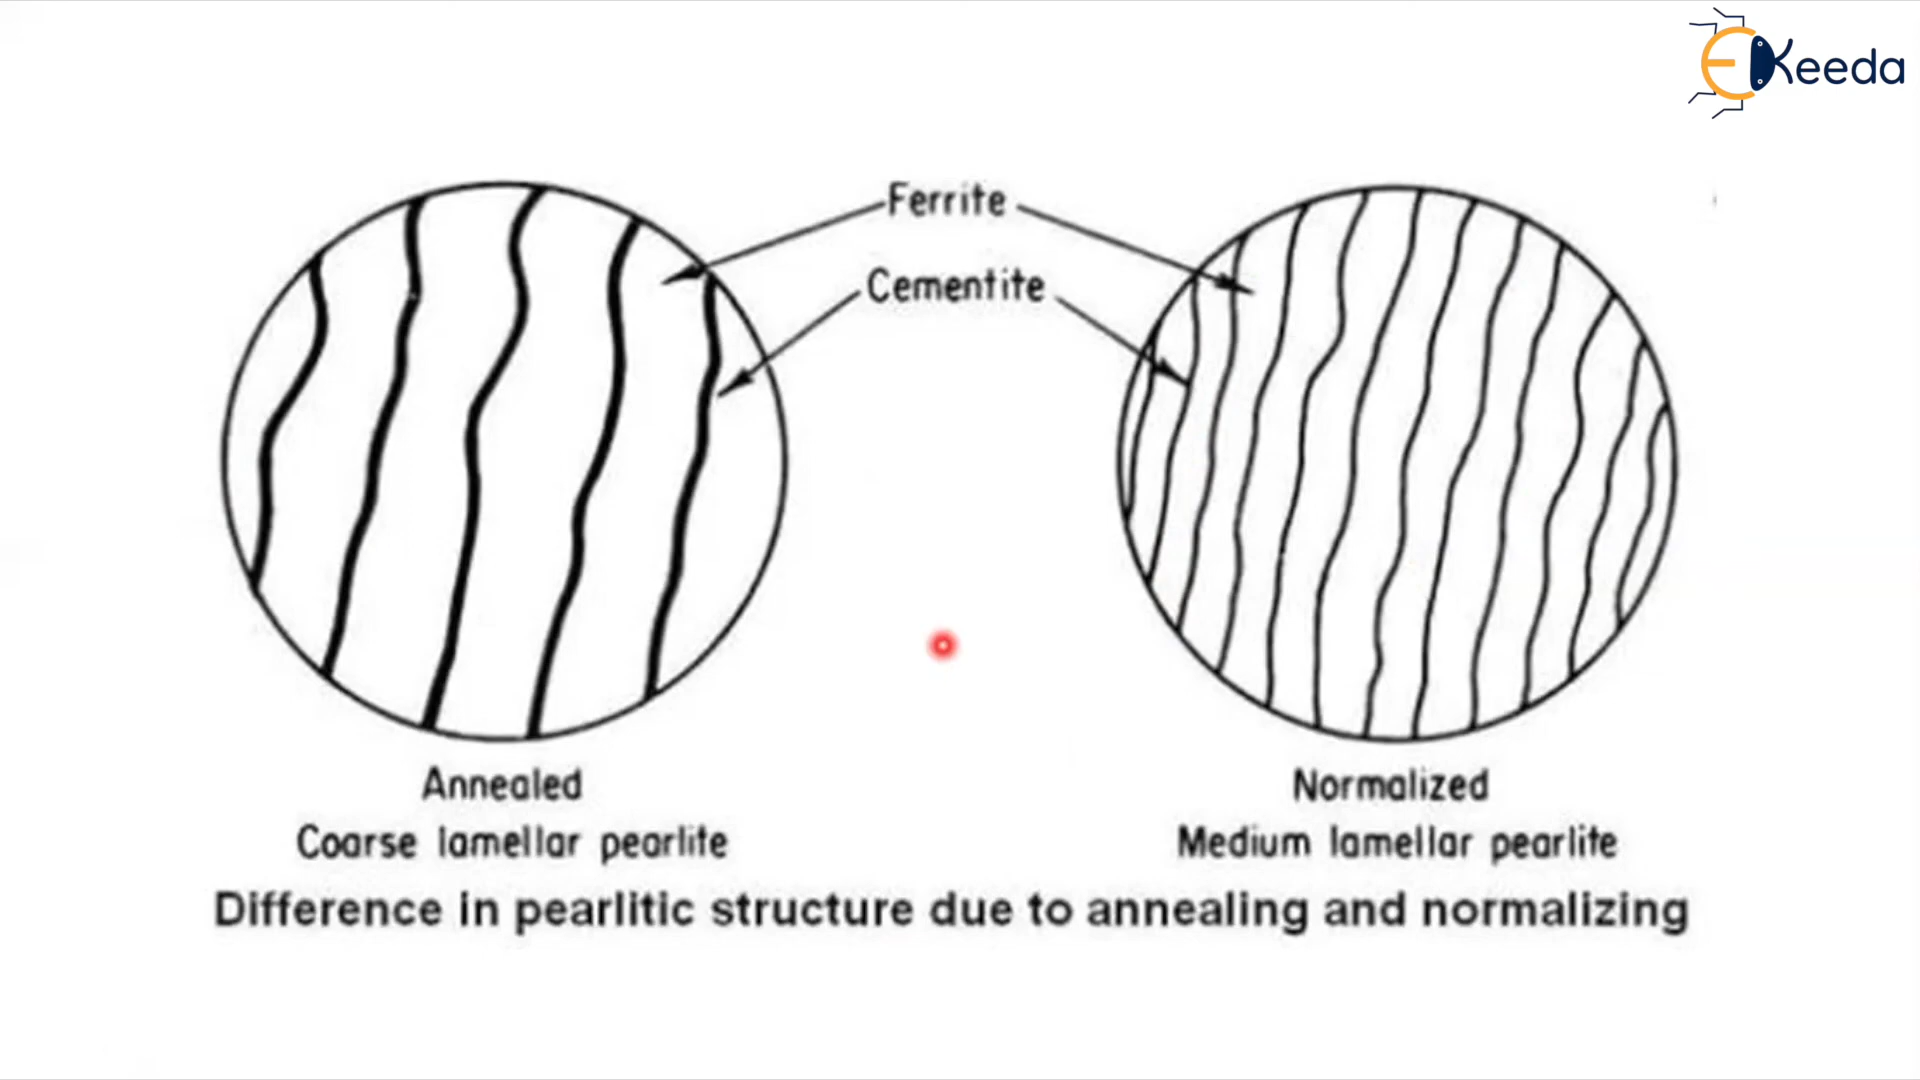 EKeeda
Ferrite
Cementite
Annealed
Coarse lamellar pearlite
Normalized
Medium lamellar pearlite
Difference in pearlitic structure due to annealing and normalizing